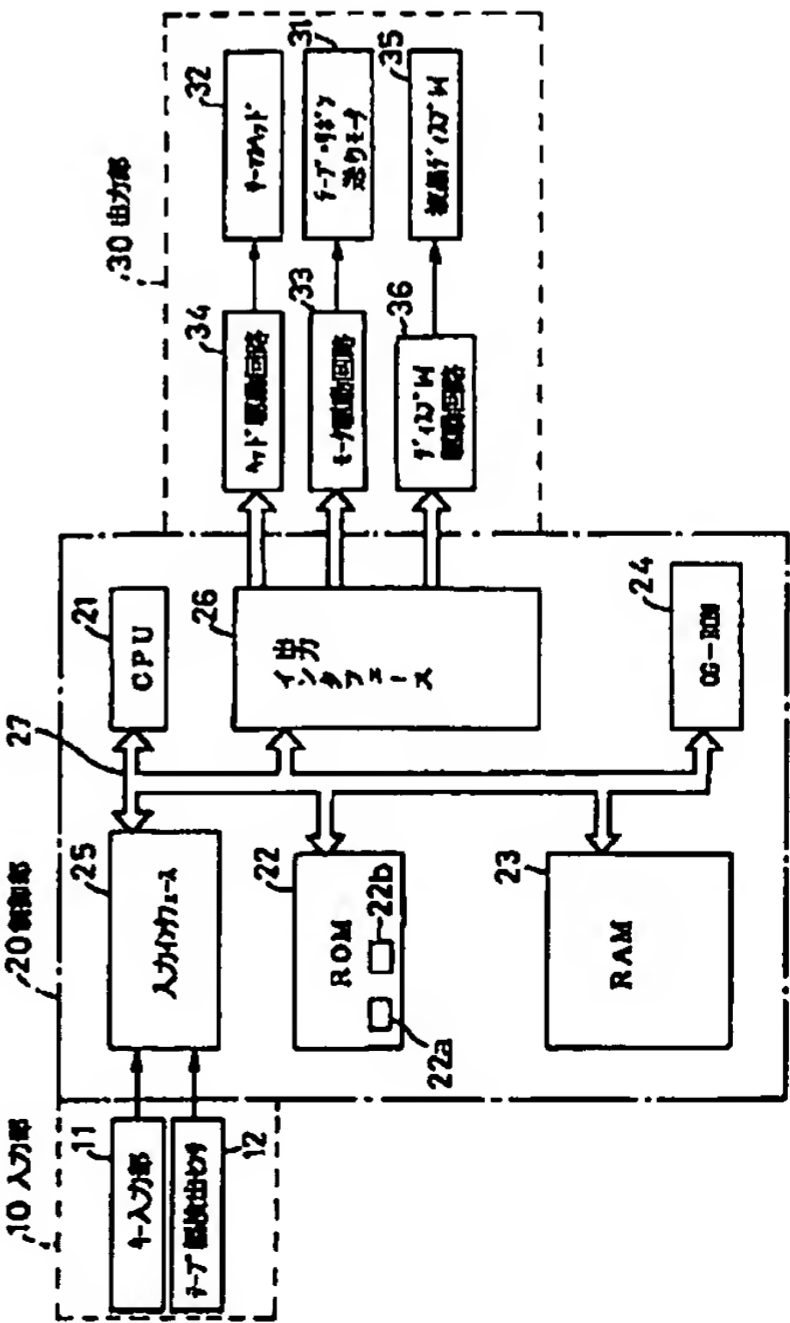 10 入力部
11
キー入力部
テープ幅検出センサ
12
20 制御部
25
入力インタフェース
27
21
CPU
22
ROM
22a
22b
26
出力
インタフェース
23
RAM
24
CG-ROM
30 出力部
34
ヘッド駆動回路
32
サーマルヘッド
33
モータ駆動回路
31
テープ・リボン
送りモータ
36
ディスプレイ
駆動回路
35
液晶ディスプレイ